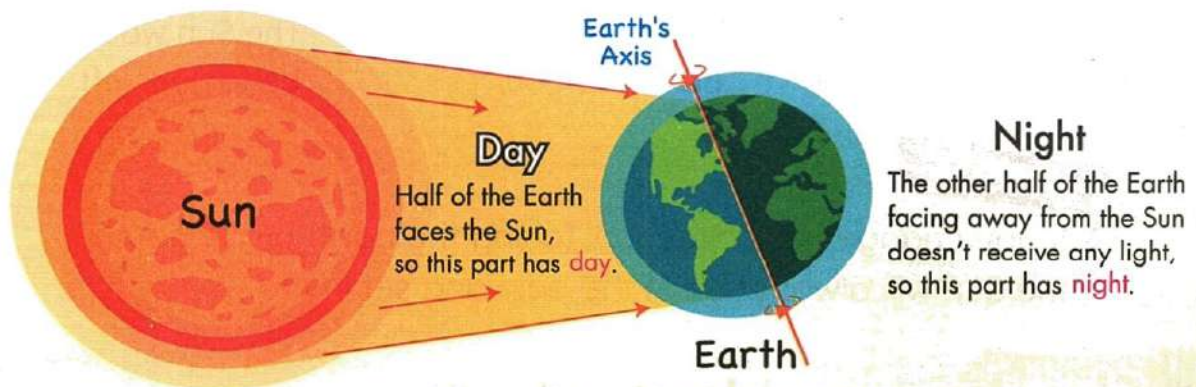 Earth's
Axis
Sun
Day
Half of the Earth
faces the Sun,
so this part has day.
Night
The other half of the Earth
facing away from the Sun
doesn't receive any light,
so this part has night.
Earth